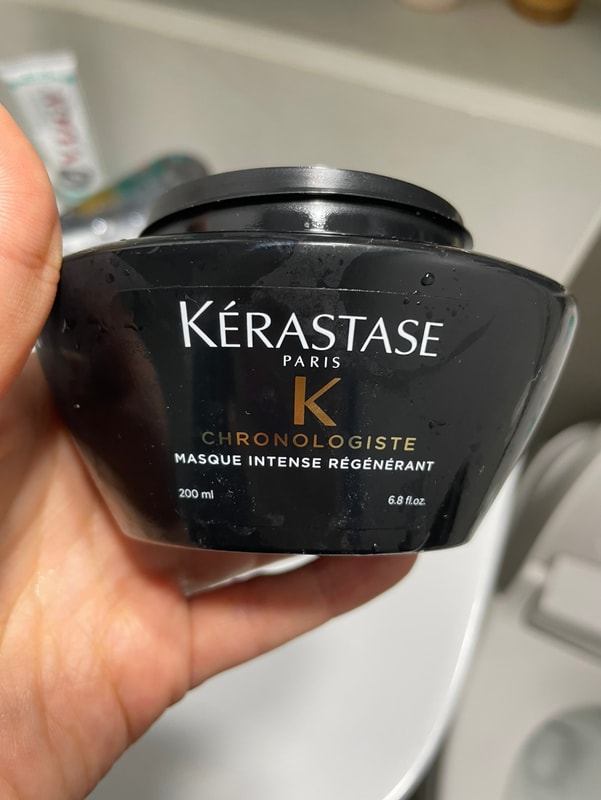 KÉRASTASE
PARIS
K
CHRONOLOGISTE
MASQUE INTENSE RÉGÉNÉRANT
200 ml 6.8 fl.oz.